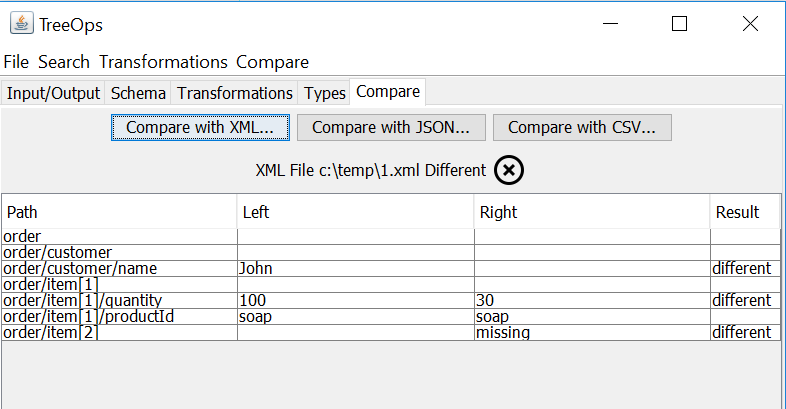 TreeOps
File Search Transformations Compare
Input/Output Schema Transformations Types Compare
Compare with XML... Compare with JSON... Compare with CSV...
XML File c:\temp\1.xml Different
Path Left Right Result
order
order/customer
order/customer/name John different
order/item[1]
order/item[1]/quantity 100 30 different
order/item[1]/productId soap soap
order/item[2] missing different